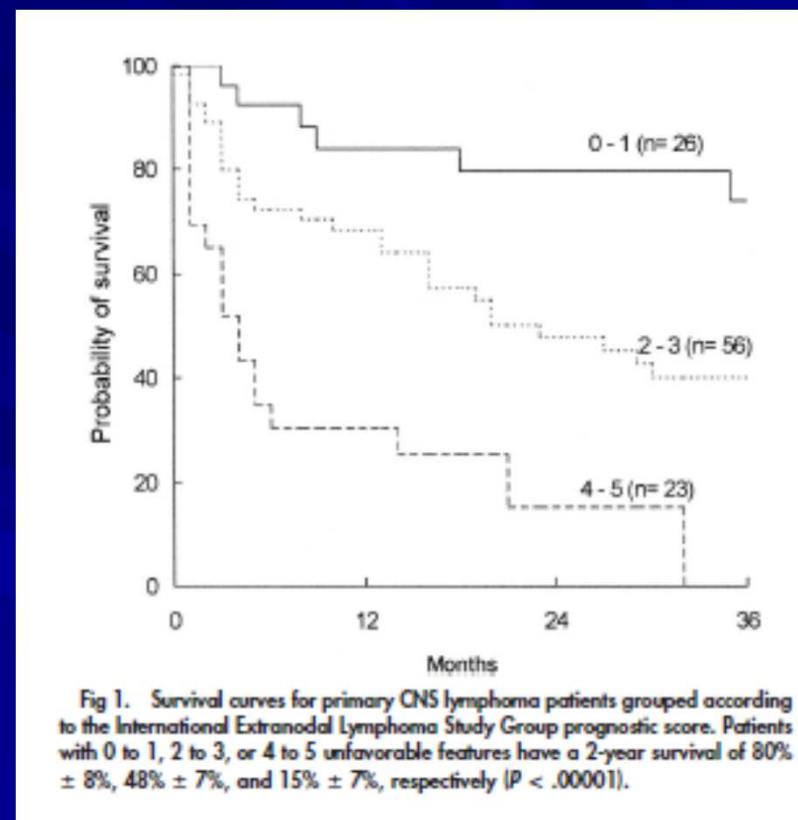 100
80
60
40
20
0
Probability of survival
0 - 1 (n= 26)
2 - 3 (n= 56)
4 - 5 (n= 23)
0 12 24 36
Months
Fig 1. Survival curves for primary CNS lymphoma patients grouped according
to the International Extranodal Lymphoma Study Group prognostic score. Patients
with 0 to 1, 2 to 3, or 4 to 5 unfavorable features have a 2-year survival of 80%
± 8%, 48% ± 7%, and 15% ± 7%, respectively (P < .00001).